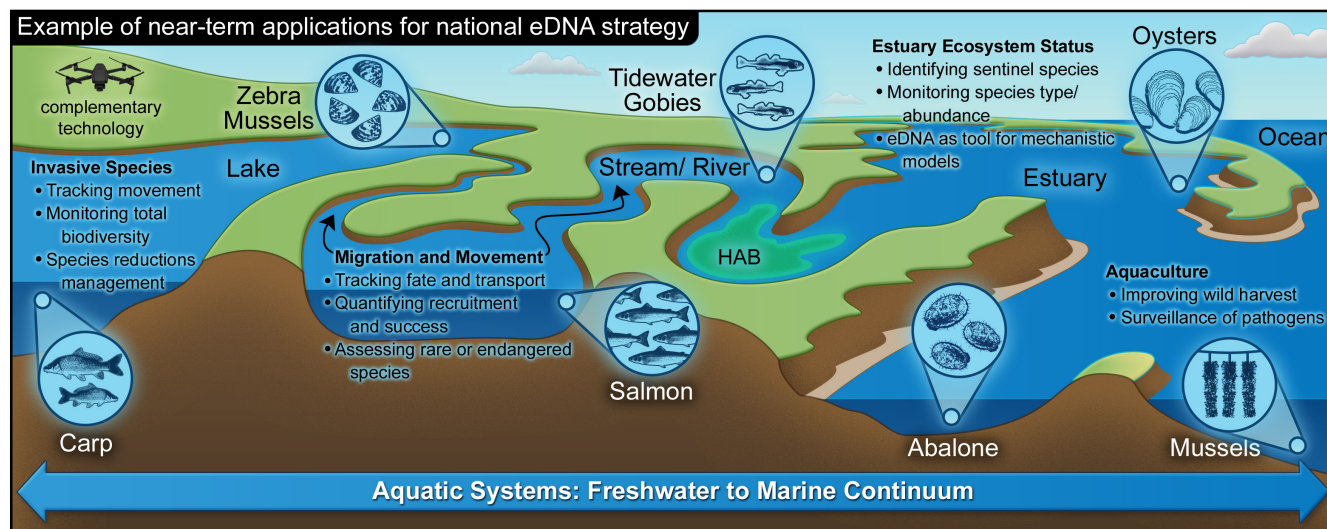 Example of near-term applications for national eDNA strategy
complementary
technology
Zebra
Mussels
Tidewater
Gobies
Estuary Ecosystem Status
• Identifying sentinel species
• Monitoring species type/
abundance
• eDNA as tool for mechanistic
models
Oysters
Ocean
Invasive Species
• Tracking movement
• Monitoring total
biodiversity
• Species reductions
management
Lake
Stream/ River
Estuary
HAB
Migration and Movement
• Tracking fate and transport
• Quantifying recruitment
and success
• Assessing rare or endangered
species
Aquaculture
• Improving wild harvest
• Surveillance of pathogens
Carp
Salmon
Abalone
Mussels
Aquatic Systems: Freshwater to Marine Continuum